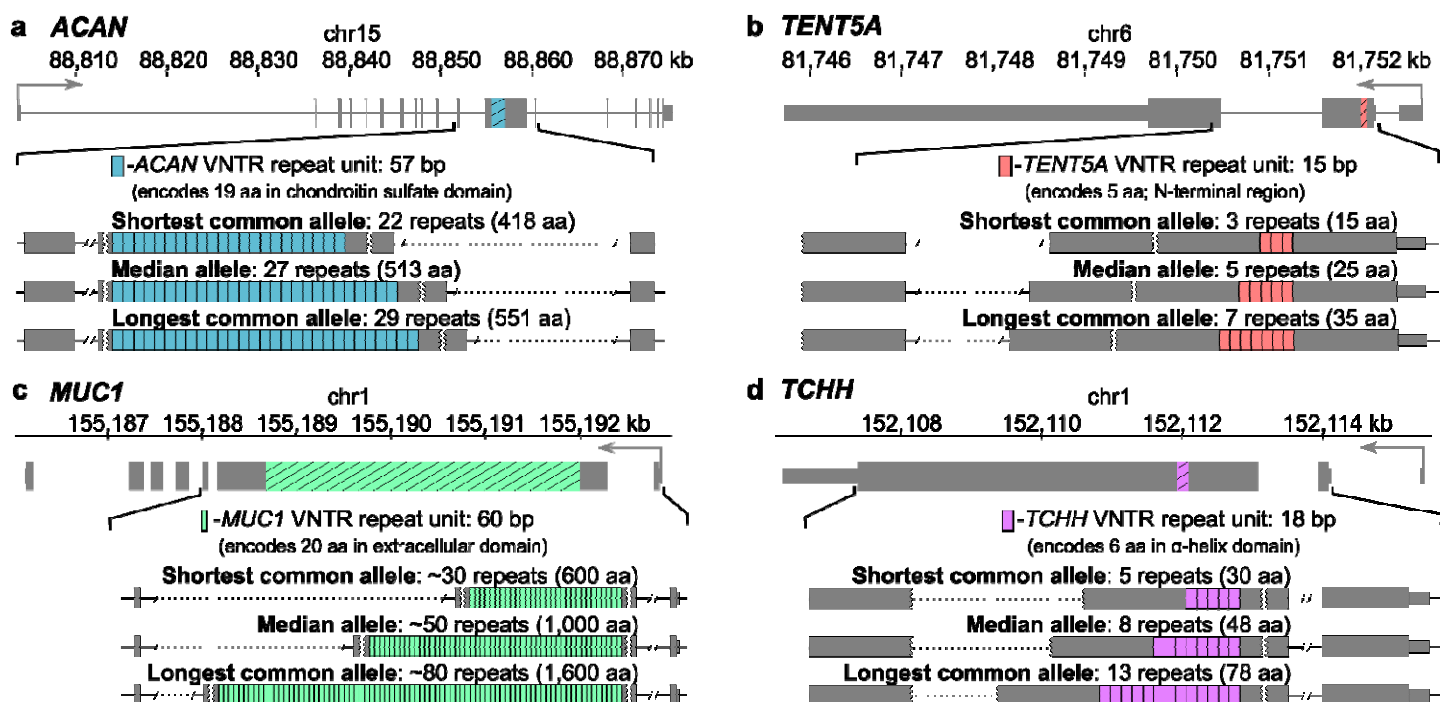 a ACAN
chr15
88,810 88,820 88,830 88,840 88,850 88,860 88,870 kb
-ACAN VNTR repeat unit: 57 bp
(encodes 19 aa in chondroitin sulfate domain)
Shortest common allele: 22 repeats (418 aa)
Median allele: 27 repeats (513 aa)
Longest common allele: 29 repeats (551 aa)
b TENT5A
chr6
81,746 81,747 81,748 81,749 81,750 81,751 81,752 kb
-TENT5A VNTR repeat unit: 15 bp
(encodes 5 aa; N-terminal region)
Shortest common allele: 3 repeats (15 aa)
Median allele: 5 repeats (25 aa)
Longest common allele: 7 repeats (35 aa)
c MUC1
chr1
155,187 155,188 155,189 155,190 155,191 155,192 kb
-MUC1 VNTR repeat unit: 60 bp
(encodes 20 aa in extracellular domain)
Shortest common allele: ~30 repeats (600 aa)
Median allele: ~50 repeats (1,000 aa)
Longest common allele: ~80 repeats (1,600 aa)
d TCHH
chr1
152,108 152,110 152,112 152,114 kb
-TCHH VNTR repeat unit: 18 bp
(encodes 6 aa in α-helix domain)
Shortest common allele: 5 repeats (30 aa)
Median allele: 8 repeats (48 aa)
Longest common allele: 13 repeats (78 aa)